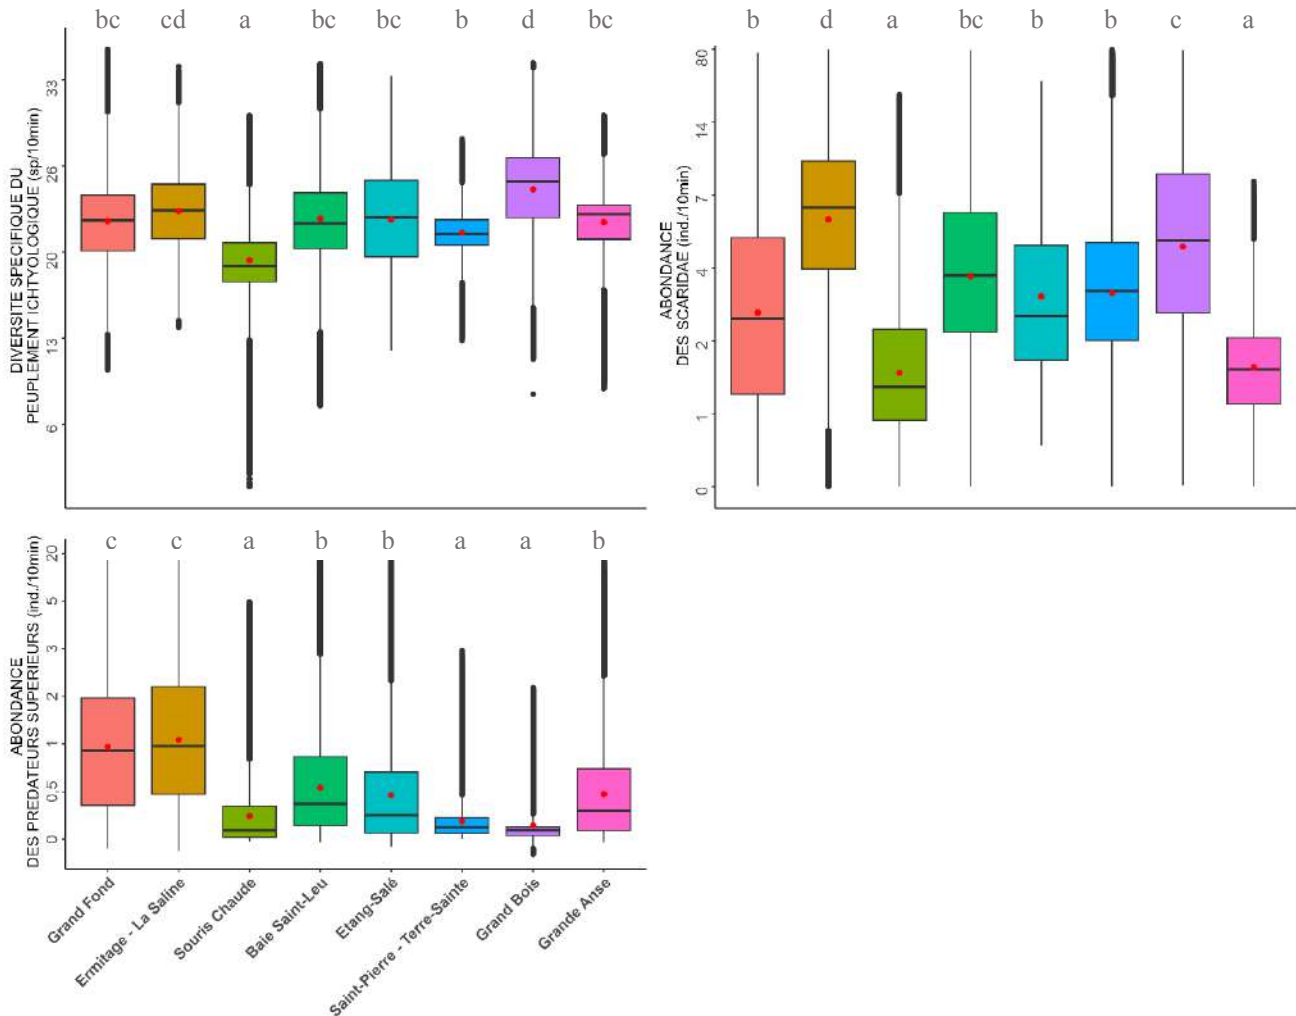 bc cd a bc bc b d bc
DIVERSITE SPECIFIQUE DU
PEUPLEMENT ICHTYOLOGIQUE (sp/10min)
33
26
20
13
6
b d a bc b b c a
ABONDANCE
DES SCARIDAE (ind./10min)
80
14
7
4
2
1
0
c c a b b a a b
ABONDANCE
DES PREDATEURS SUPERIEURS (ind./10min)
20
5
3
2
1
0.5
0
Grand Fond
Ermitage - La Saline
Souris Chaude
Baie Saint-Leu
Etang-Salé
Saint-Pierre - Terre-Sainte
Grand Bois
Grande Anse